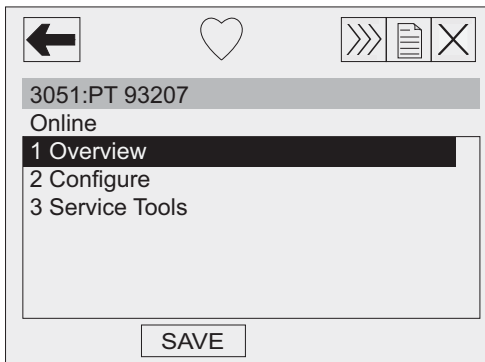 3051:PT 93207
Online
1 Overview
2 Configure
3 Service Tools
SAVE